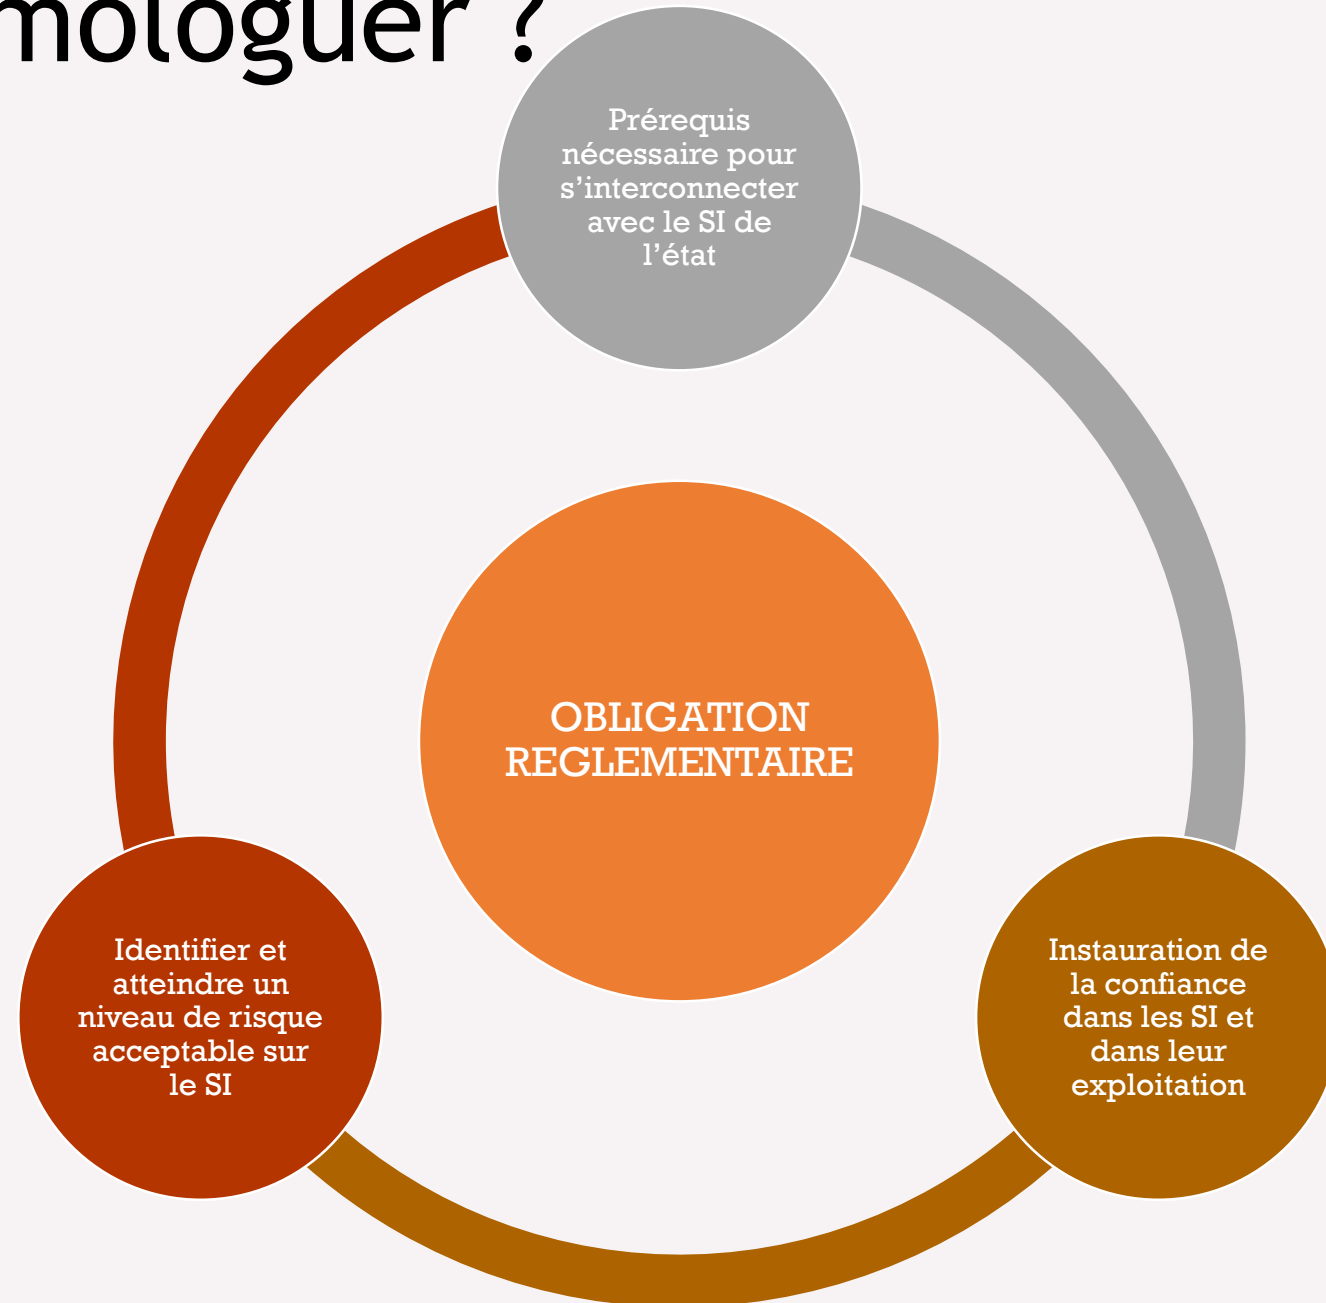 mologuer ?
Prérequis
nécessaire pour
s’interconnecter
avec le SI de
l’état
OBLIGATION
REGLEMENTAIRE
Identifier et
atteindre un
niveau de risque
acceptable sur
le SI
Instauration de
la confiance
dans les SI et
dans leur
exploitation